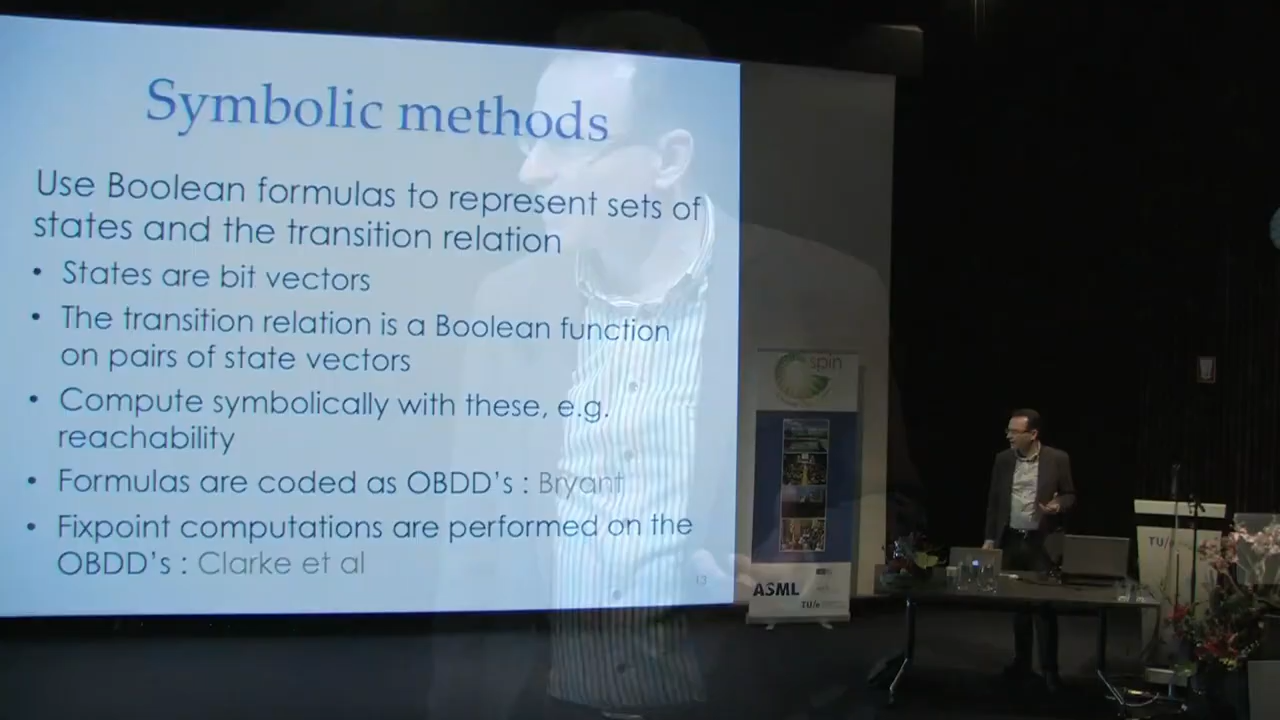 Symbolic methods
Use Boolean formulas to represent sets of
states and the transition relation
• States are bit vectors
• The transition relation is a Boolean function
on pairs of state vectors
• Compute symbolically with these, e.g.
reachability
• Formulas are coded as OBDD's : Bryant
• Fixpoint computations are performed on the
OBDD's : Clarke et al
13
spin
ASML
TU/e
TU/e